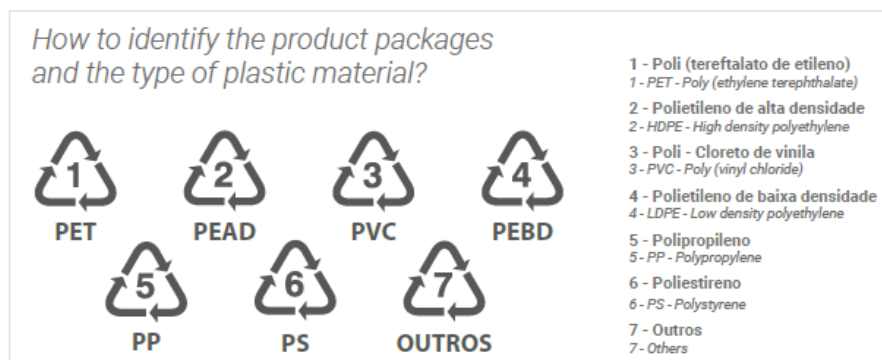 How to identify the product packages
and the type of plastic material?
1
PET
2
PEAD
3
PVC
4
PEBD
5
PP
6
PS
7
OUTROS
1 - Poli (tereftalato de etileno)
1 - PET - Poly (ethylene terephthalate)
2 - Polietileno de alta densidade
2 - HDPE - High density polyethylene
3 - Poli - Cloreto de vinila
3 - PVC - Poly (vinyl chloride)
4 - Polietileno de baixa densidade
4 - LDPE - Low density polyethylene
5 - Polipropileno
5 - PP - Polypropylene
6 - Poliestireno
6 - PS - Polystyrene
7 - Outros
7 - Others